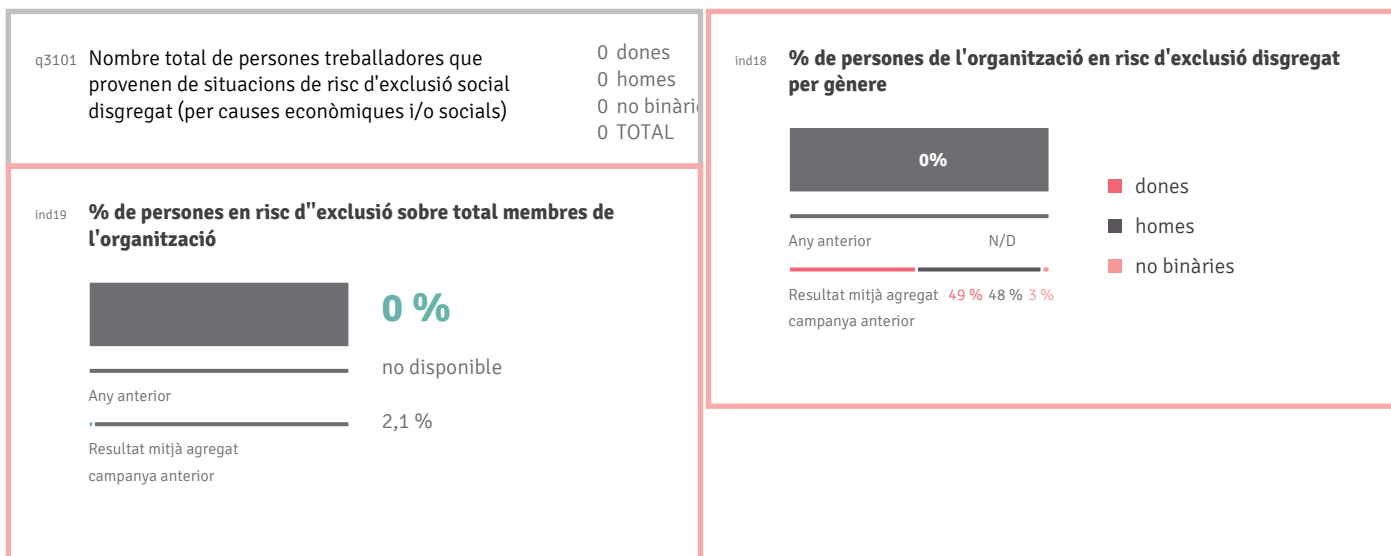 q3101 Nombre total de persones treballadores que
provenen de situacions de risc d'exclusió social
disgregat (per causes econòmiques i/o socials)
0 dones
0 homes
0 no binàri
0 TOTAL
ind19 % de persones en risc d"exclusió sobre total membres de
l'organització
0 %
no disponible
Any anterior
2,1 %
Resultat mitjà agregat
campanya anterior
ind18 % de persones de l'organització en risc d'exclusió disgregat
per gènere
0%
dones
homes
no binàries
Any anterior N/D
Resultat mitjà agregat 49 % 48 % 3 %
campanya anterior